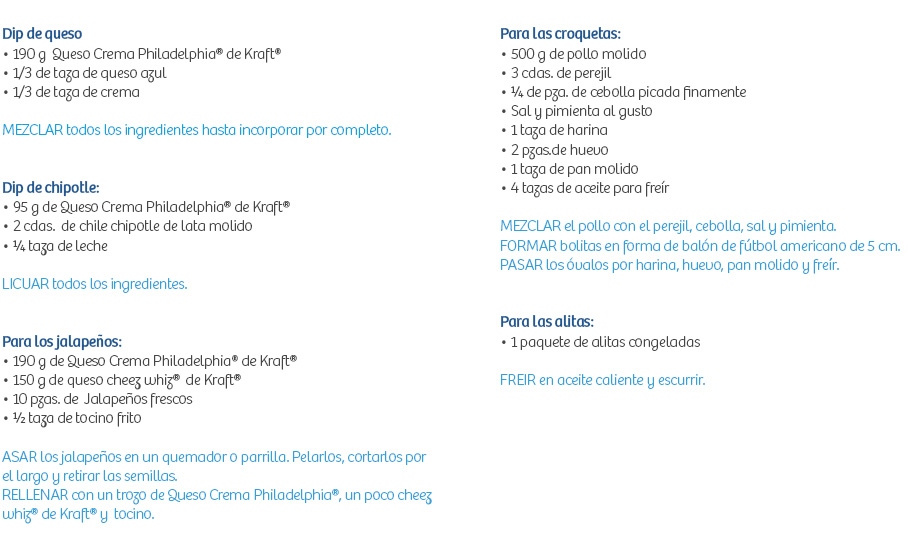 Dip de queso
• 190 g Queso Crema Philadelphia® de Kraft®
• 1/3 de taza de queso azul
• 1/3 de taza de crema
MEZCLAR todos los ingredientes hasta incorporar por completo.
Dip de chipotle:
• 95 g de Queso Crema Philadelphia® de Kraft®
• 2 cdas. de chile chipotle de lata molido
• ¼ taza de leche
LICUAR todos los ingredientes.
Para los jalapeños:
• 190 g de Queso Crema Philadelphia® de Kraft®
• 150 g de queso cheez whiz® de Kraft®
• 10 pzas. de Jalapeños frescos
• ½ taza de tocino frito
ASAR los jalapeños en un quemador o parrilla. Pelarlos, cortarlos por
el largo y retirar las semillas.
RELLENAR con un trozo de Queso Crema Philadelphia®, un poco cheez
whiz® de Kraft® y tocino.
Para las croquetas:
• 500 g de pollo molido
• 3 cdas. de perejil
• ¼ de pza. de cebolla picada finamente
• Sal y pimienta al gusto
• 1 taza de harina
• 2 pzas.de huevo
• 1 taza de pan molido
• 4 tazas de aceite para freír
MEZCLAR el pollo con el perejil, cebolla, sal y pimienta.
FORMAR bolitas en forma de balón de fútbol americano de 5 cm.
PASAR los óvalos por harina, huevo, pan molido y freír.
Para las alitas:
• 1 paquete de alitas congeladas
FREIR en aceite caliente y escurrir.